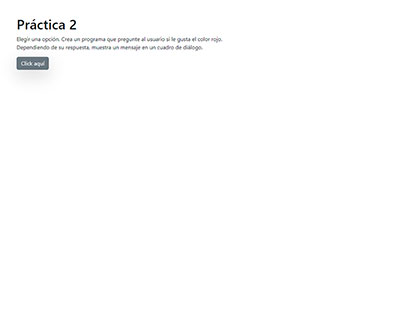 Práctica 2
Elegir una opción. Crea un programa que pregunte al usuario si le gusta el color rojo.
Dependiendo de su respuesta, muestra un mensaje en un cuadro de diálogo.
Click aquí